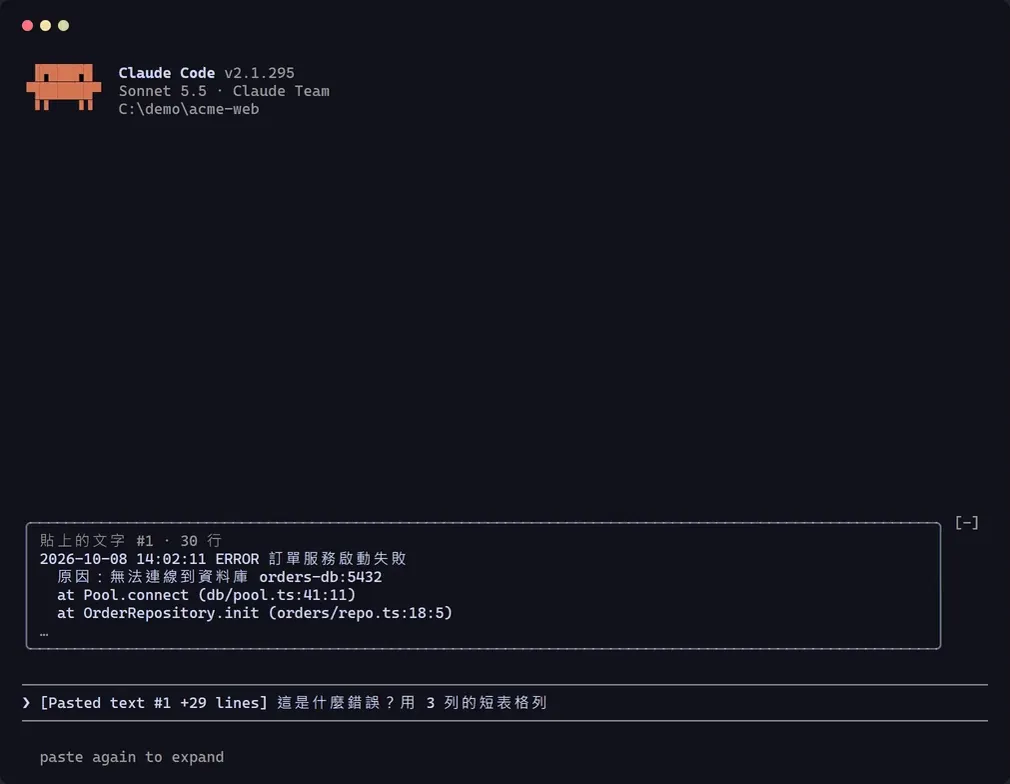 Claude Code v2.1.295
Sonnet 5.5 · Claude Team
C:\demo\acme-web
[-]
貼上的文字 #1 · 30 行
2026-10-08 14:02:11 ERROR 訂單服務啟動失敗
原因：無法連線到資料庫 orders-db:5432
at Pool.connect (db/pool.ts:41:11)
at OrderRepository.init (orders/repo.ts:18:5)
…
❯ [Pasted text #1 +29 lines] 這是什麼錯誤？用 3 列的短表格列
paste again to expand